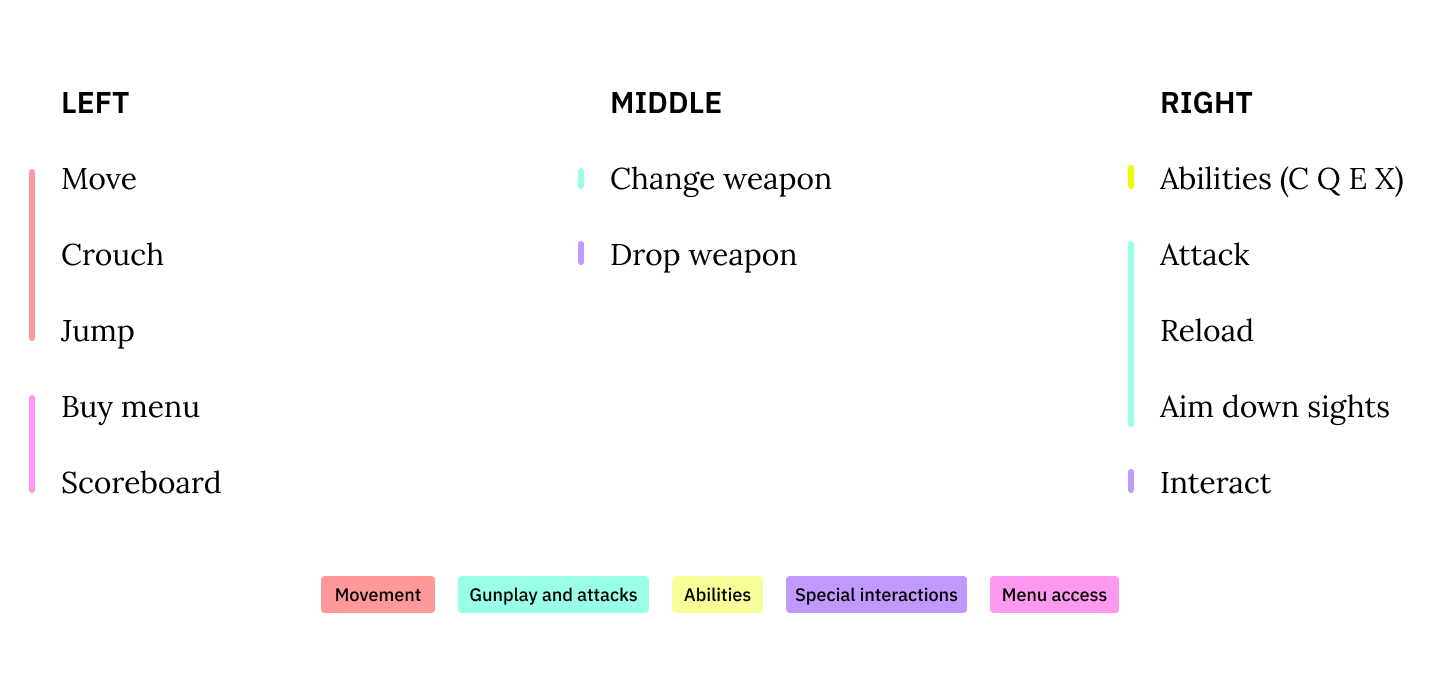 LEFT
Move
Crouch
Jump
Buy menu
Scoreboard
MIDDLE
Change weapon
Drop weapon
RIGHT
Abilities (C Q E X)
Attack
Reload
Aim down sights
Interact
Movement
Gunplay and attacks
Abilities
Special interactions
Menu access